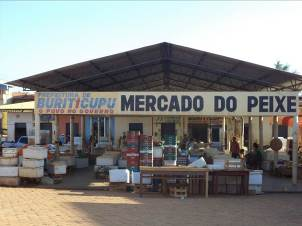 PREFEITURA DE
BURITICUPU
O POVO NO GOVERNO
MERCADO DO PEIXE